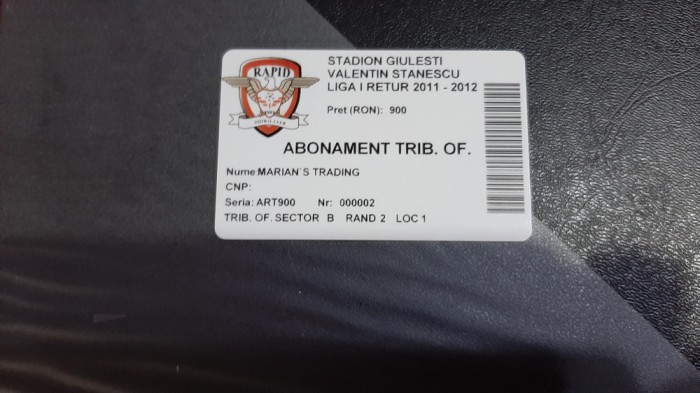 RAPID
STADION GIULESTI
VALENTIN STANESCU
LIGA I RETUR 2011 - 2012
Pret (RON): 900
ABONAMENT TRIB. OF.
Nume MARIAN'S TRADING
CNP:
Seria: ART900 Nr: 000002
TRIB. OF. SECTOR B RAND 2 LOC 1